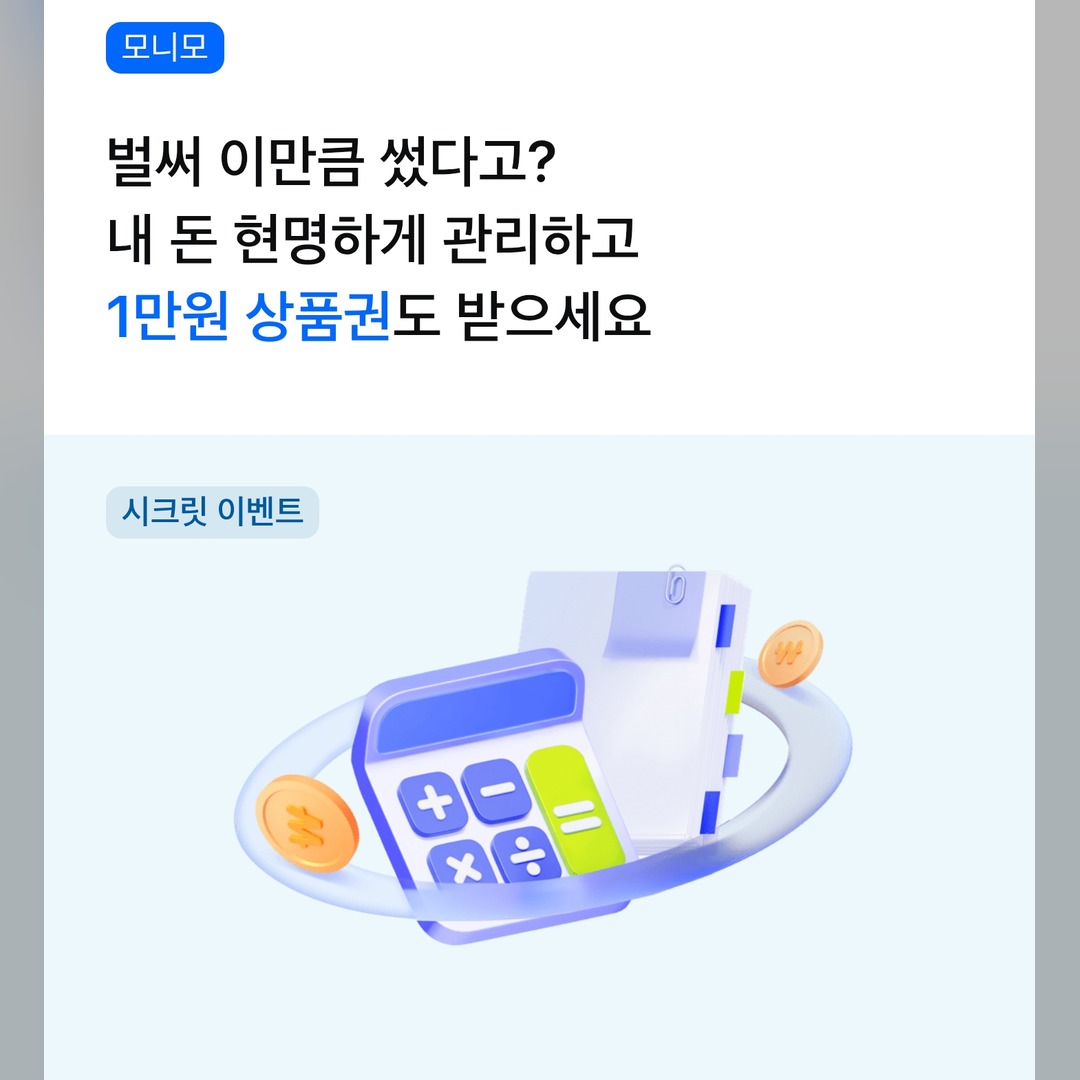 모니모
벌써 이만큼 썼다고?
내 돈 현명하게 관리하고
1만원 상품권도 받으세요
시크릿 이벤트
₩
₩
+ −
=
× ÷